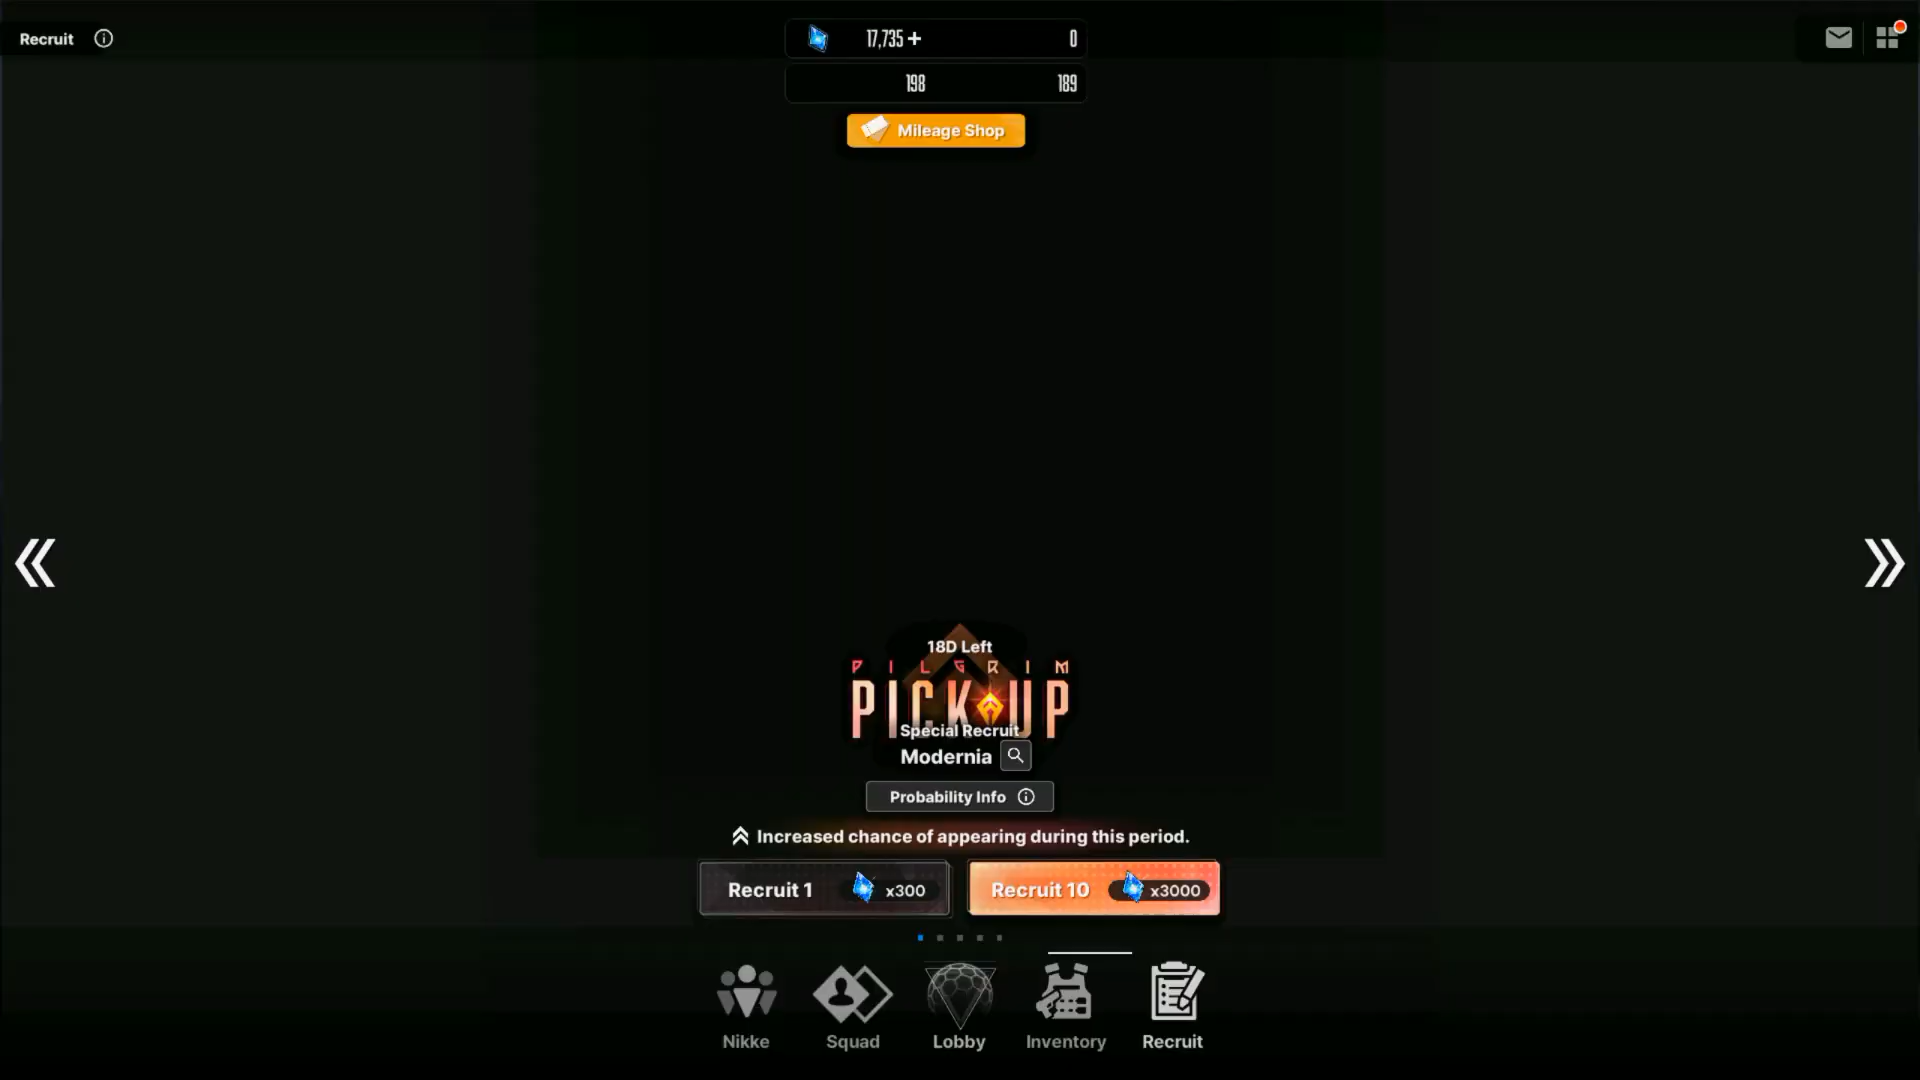 Recruit
17,735 0
198 189
Mileage Shop
18D Left
PILGRIM
PICK UP
Special Recruit
Modernia
Probability Info
Increased chance of appearing during this period.
Recruit 1 x300
Recruit 10 x3000
Nikke
Squad
Lobby
Inventory
Recruit